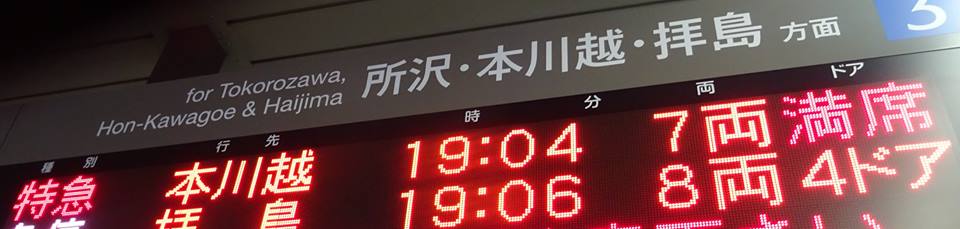 3
for Tokorozawa, Hon-Kawagoe & Haijima 所沢・本川越・拝島 方面
種別 行先 時 分 両 ドア
特急 本川越 19:04 7両 満席
拝島 19:06 8両 4ドア